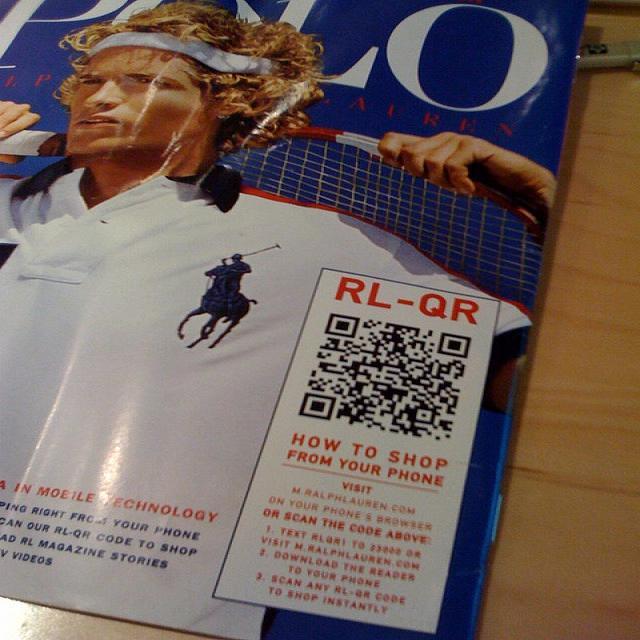 POLO
RL-QR
HOW TO SHOP
FROM YOUR PHONE
VISIT
M.RALPHLAUREN.COM
ON YOUR PHONE'S BROWSER
OR SCAN THE CODE ABOVE:
1. TEXT RLQR1 TO 23000 OR
VISIT M.RALPHLAUREN.COM
2. DOWNLOAD THE READER
TO YOUR PHONE
3. SCAN ANY RL-QR CODE
TO SHOP INSTANTLY
A IN MOBILE TECHNOLOGY
PING RIGHT FROM YOUR PHONE
CAN OUR RL-QR CODE TO SHOP
AD RL MAGAZINE STORIES
V VIDEOS